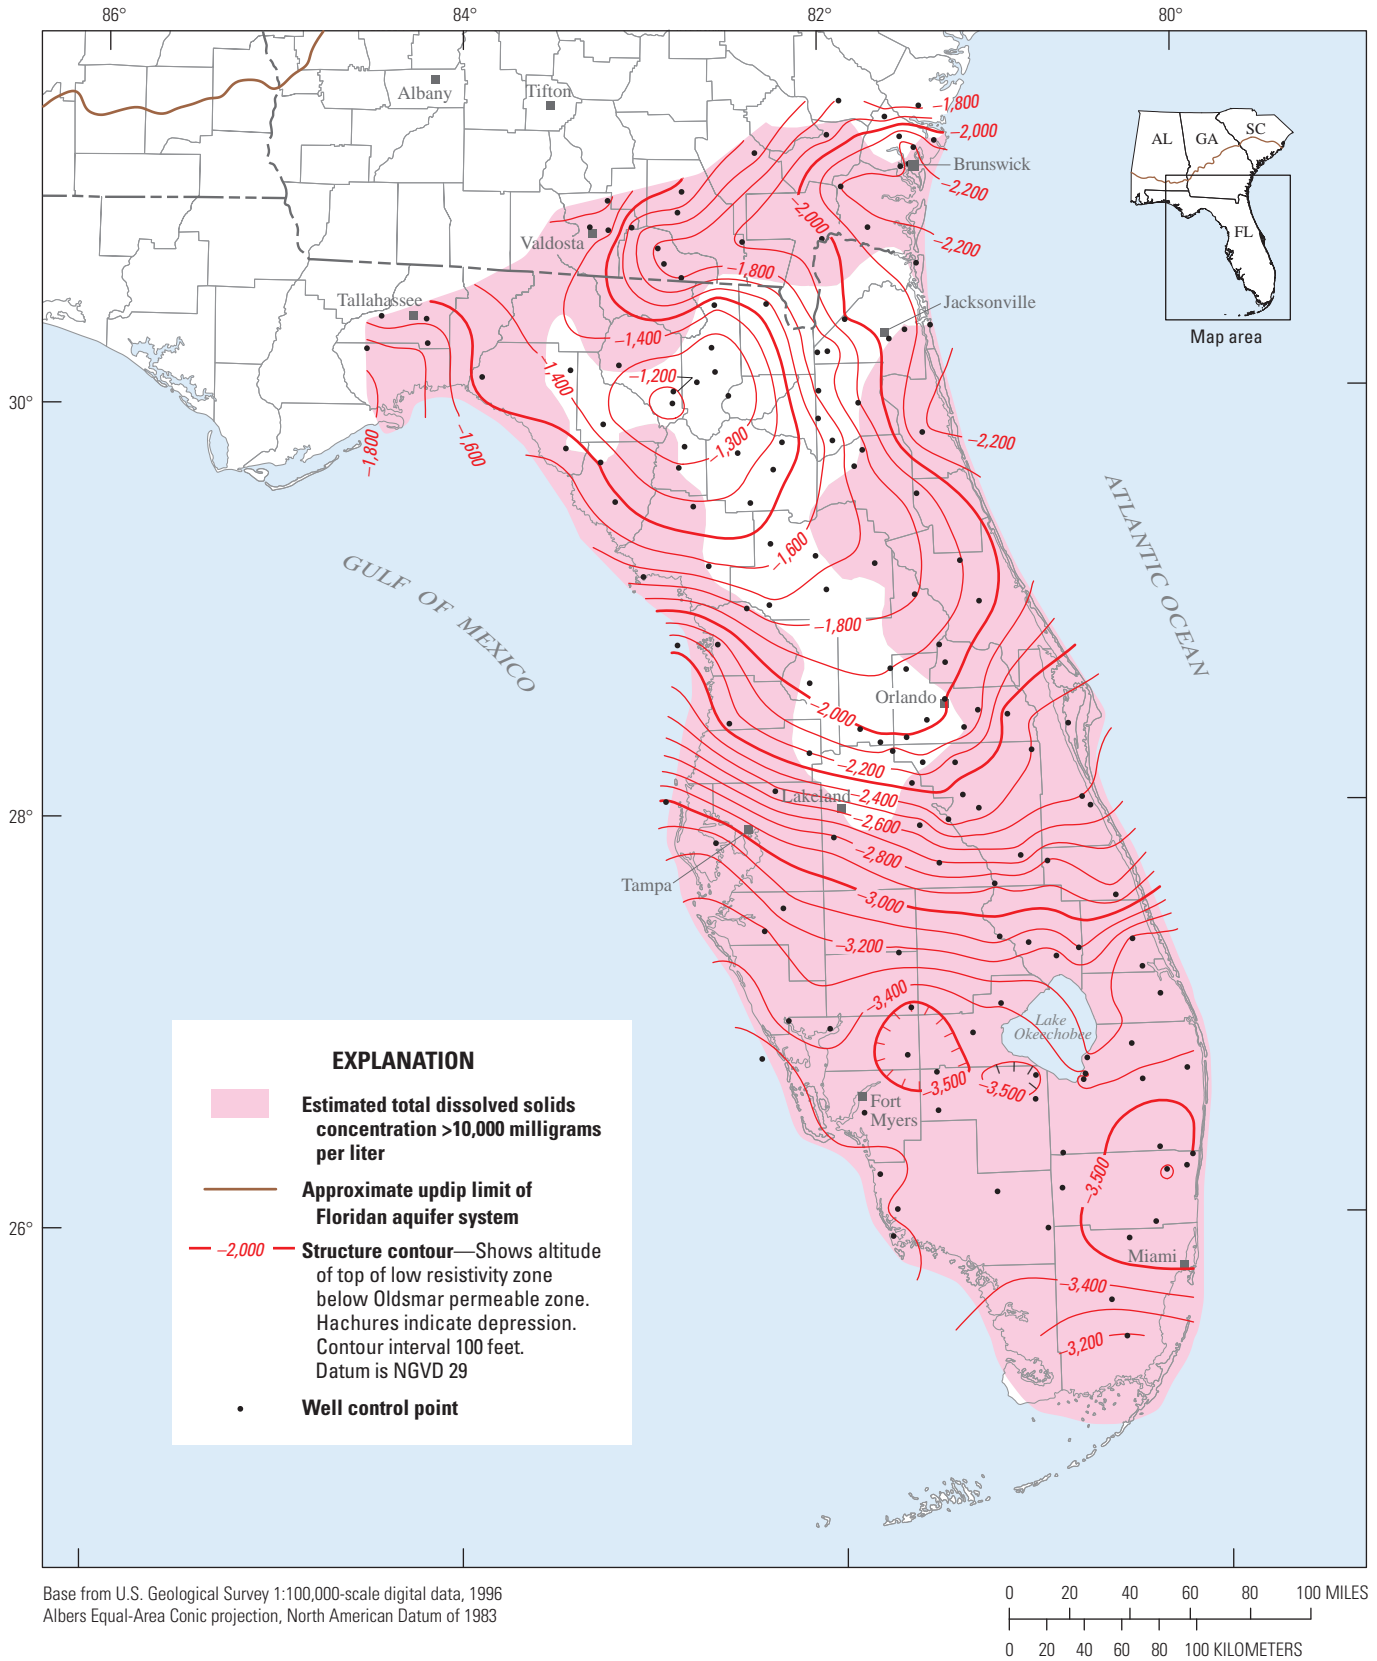 86°
84°
82°
80°
Albany
Tifton
–1,800
–2,000
Brunswick
–2,200
–2,000
Valdosta
–2,200
–1,800
Tallahassee
Jacksonville
–1,400
–1,400
–1,200
30°
–1,800
–1,600
–1,300
–2,200
–1,600
–1,800
GULF OF MEXICO
ATLANTIC OCEAN
Orlando
–2,000
–2,200
28°
Lakeland
–2,400
–2,600
–2,800
Tampa
–3,000
–3,200
–3,400
Lake
Okeechobee
–3,500
–3,500
Fort
Myers
–3,500
26°
Miami
–3,400
–3,200
AL
GA
SC
FL
Map area
EXPLANATION
Estimated total dissolved solids
concentration >10,000 milligrams
per liter
Approximate updip limit of
Floridan aquifer system
–2,000
Structure contour—Shows altitude
of top of low resistivity zone
below Oldsmar permeable zone.
Hachures indicate depression.
Contour interval 100 feet.
Datum is NGVD 29
Well control point
Base from U.S. Geological Survey 1:100,000-scale digital data, 1996
Albers Equal-Area Conic projection, North American Datum of 1983
0 20 40 60 80 100 MILES
0 20 40 60 80 100 KILOMETERS